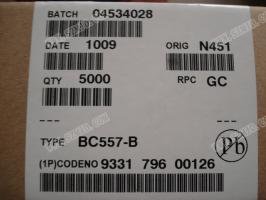 BATCH 04534028
DATE 1009 ORIG N451
QTY 5000 RPC GC
--- ---
TYPE BC557-B Pb
(1P)CODENO 9331 796 00126